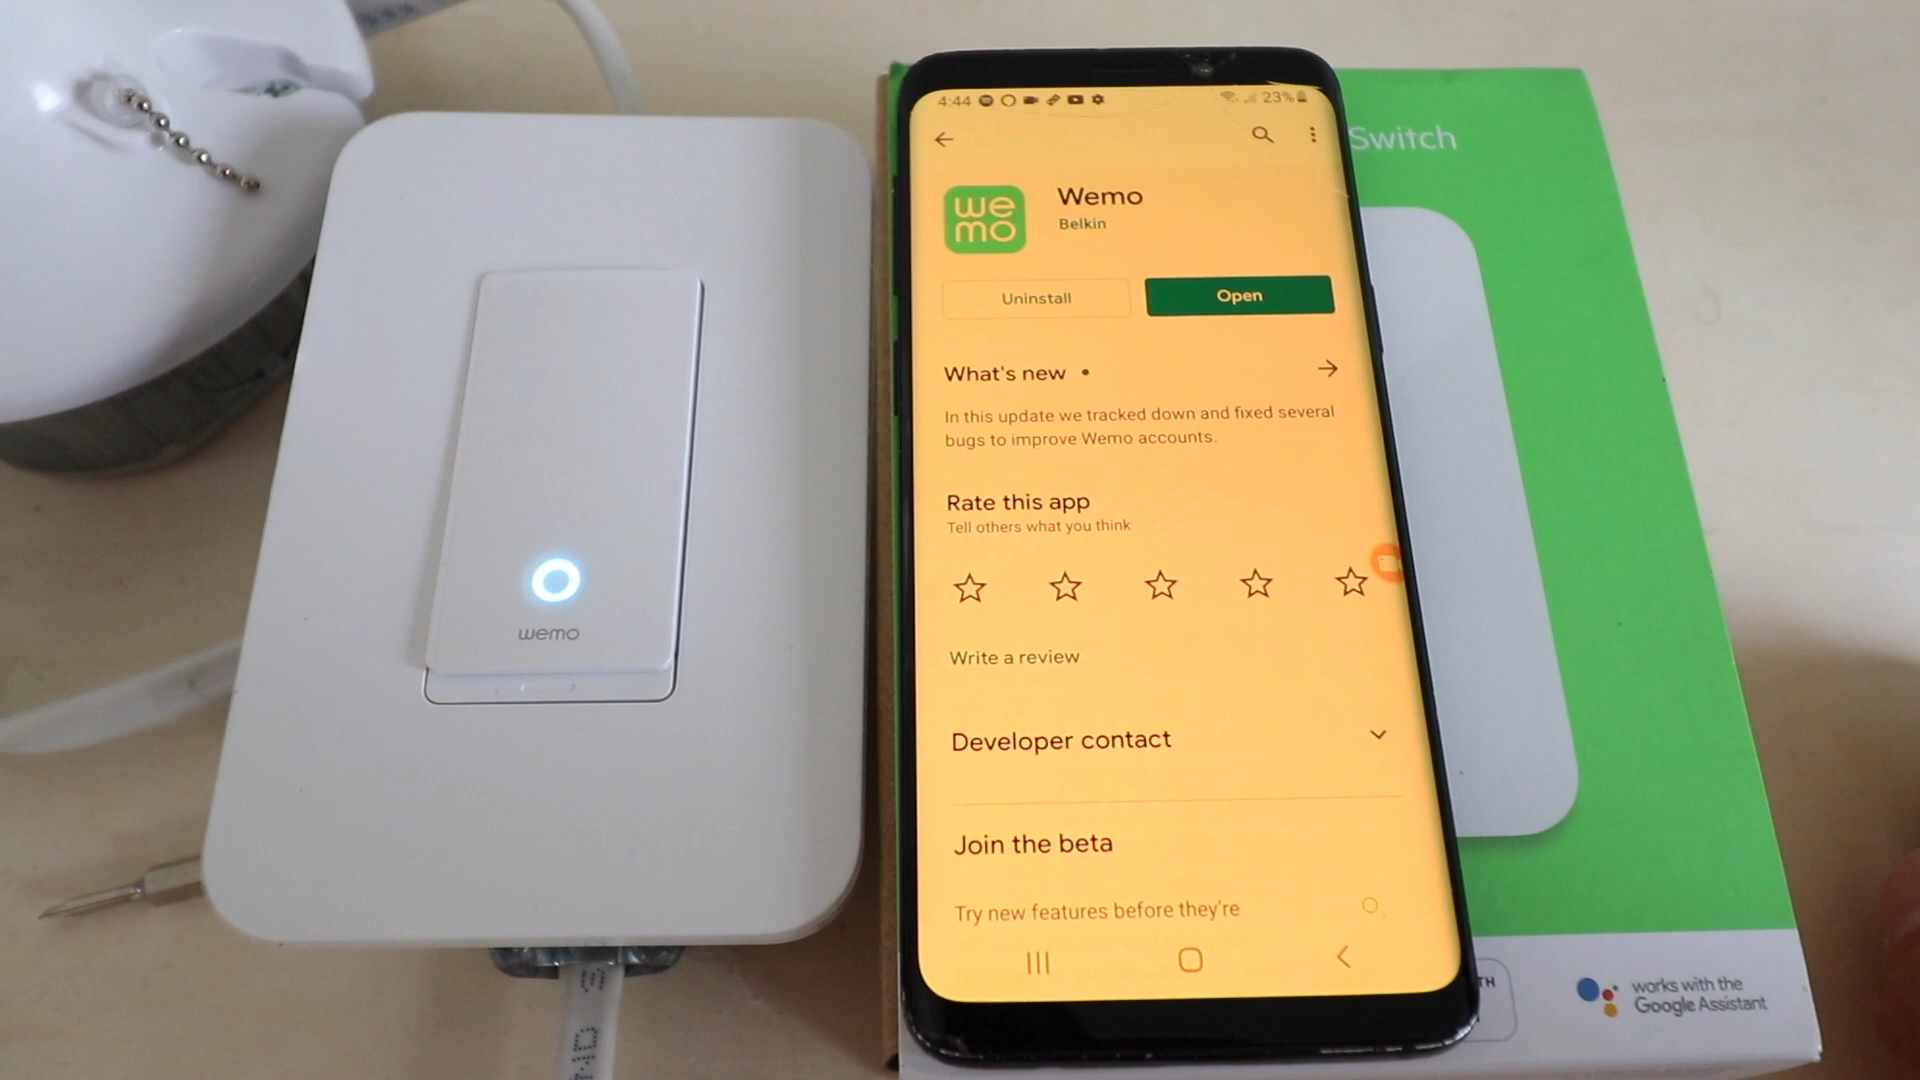 4:44
23%
Switch
we
mo
Wemo
Belkin
Uninstall
Open
What's new •
In this update we tracked down and fixed several
bugs to improve Wemo accounts.
Rate this app
Tell others what you think
Write a review
Developer contact
Join the beta
Try new features before they're
wemo
TH
works with the
Google Assistant